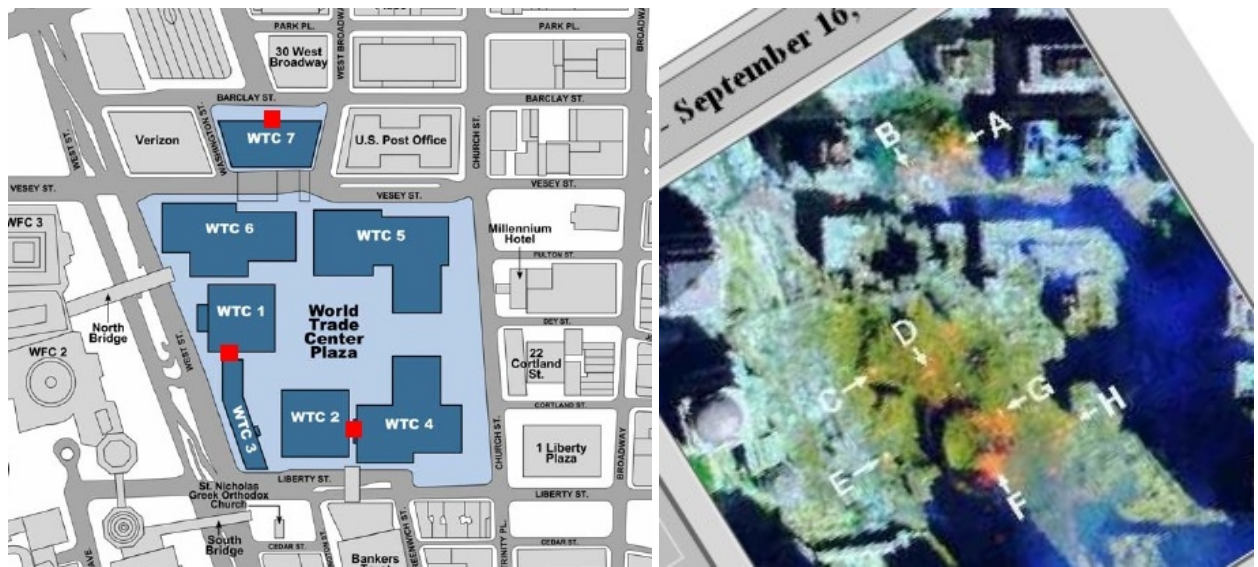 PARK PL.
PARK PL.
30 West
Broadway
WEST BROADWAY
BROADWAY
BARCLAY ST.
BARCLAY ST.
WEST ST.
Verizon
WASHINGTON ST.
WTC 7
U.S. Post Office
CHURCH ST.
VESEY ST.
VESEY ST.
VESEY ST.
WFC 3
WTC 6
WTC 5
Millennium
Hotel
FULTON ST.
North
Bridge
WTC 1
World
Trade
Center
Plaza
DEY ST.
WEST ST.
WFC 2
22
Cortland
St.
WTC 3
WTC 2
WTC 4
CORTLAND ST.
CHURCH ST.
1 Liberty
Plaza
BROADWAY
LIBERTY ST.
LIBERTY ST.
St. Nicholas
Greek Orthodox
Church
South
Bridge
CEDAR ST.
GREENWICH ST.
TRINITY PL.
CEDAR ST.
AVE
Bankers
- September 16,
A
B
C
D
E
F
G
H